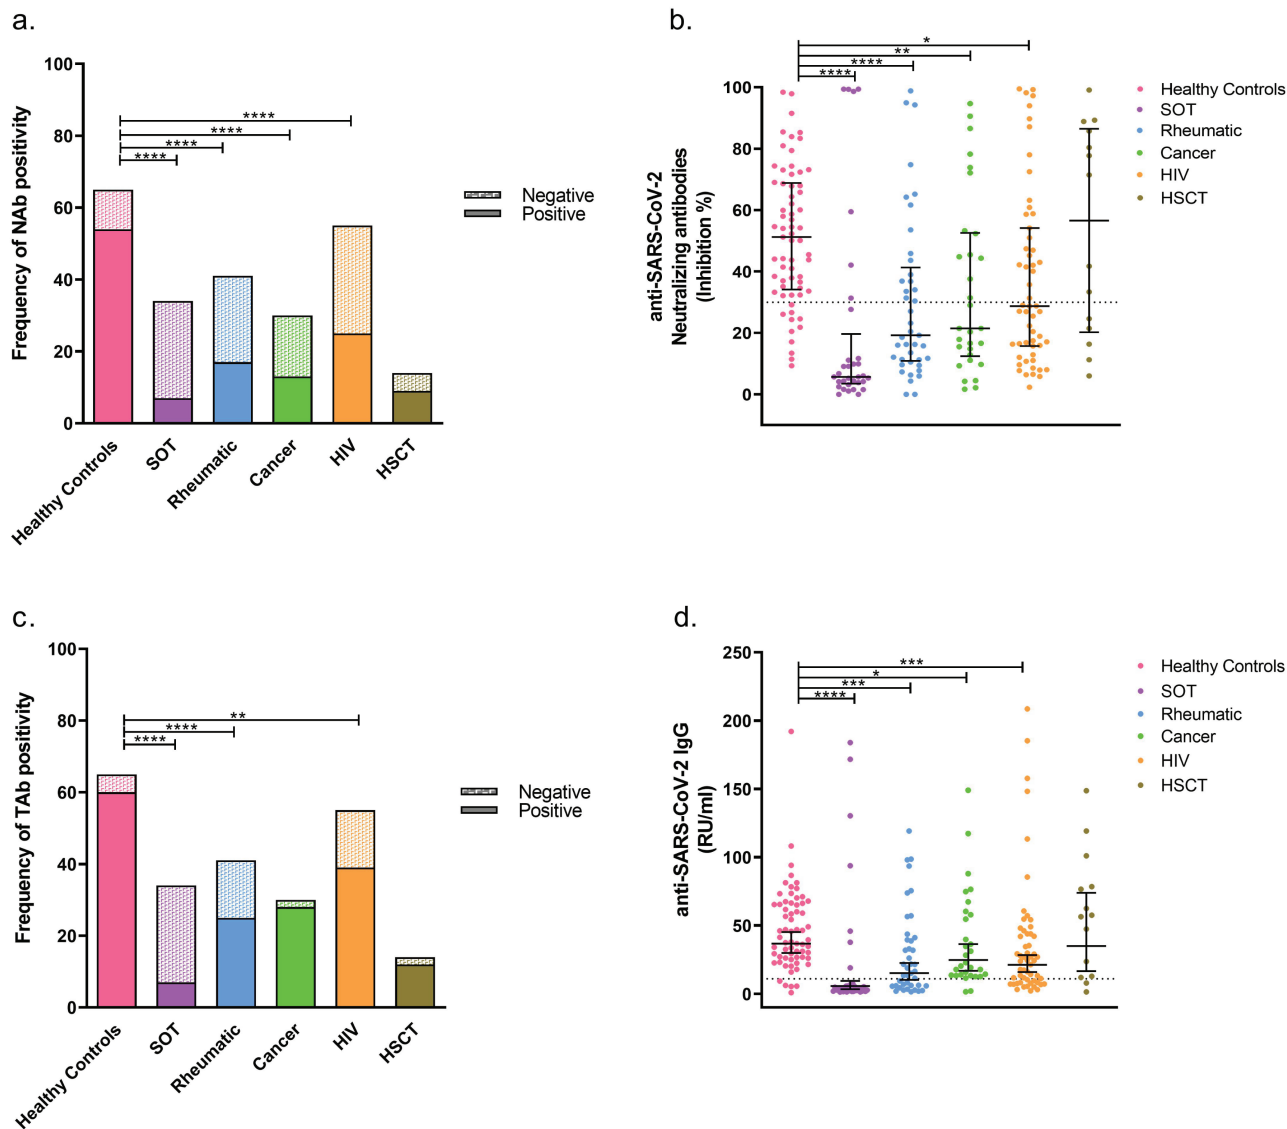 a.
Frequency of NAb positivity
100
80
60
40
20
0
****
****
****
****
Negative
Positive
Healthy Controls
SOT
Rheumatic
Cancer
HIV
HSCT
b.
anti-SARS-CoV-2
Neutralizing antibodies
(Inhibition %)
100
80
60
40
20
0
*
**
****
****
Healthy Controls
SOT
Rheumatic
Cancer
HIV
HSCT
c.
Frequency of TAb positivity
100
80
60
40
20
0
**
****
****
Negative
Positive
Healthy Controls
SOT
Rheumatic
Cancer
HIV
HSCT
d.
anti-SARS-CoV-2 IgG
(RU/ml)
250
200
150
100
50
0
***
*
***
****
Healthy Controls
SOT
Rheumatic
Cancer
HIV
HSCT